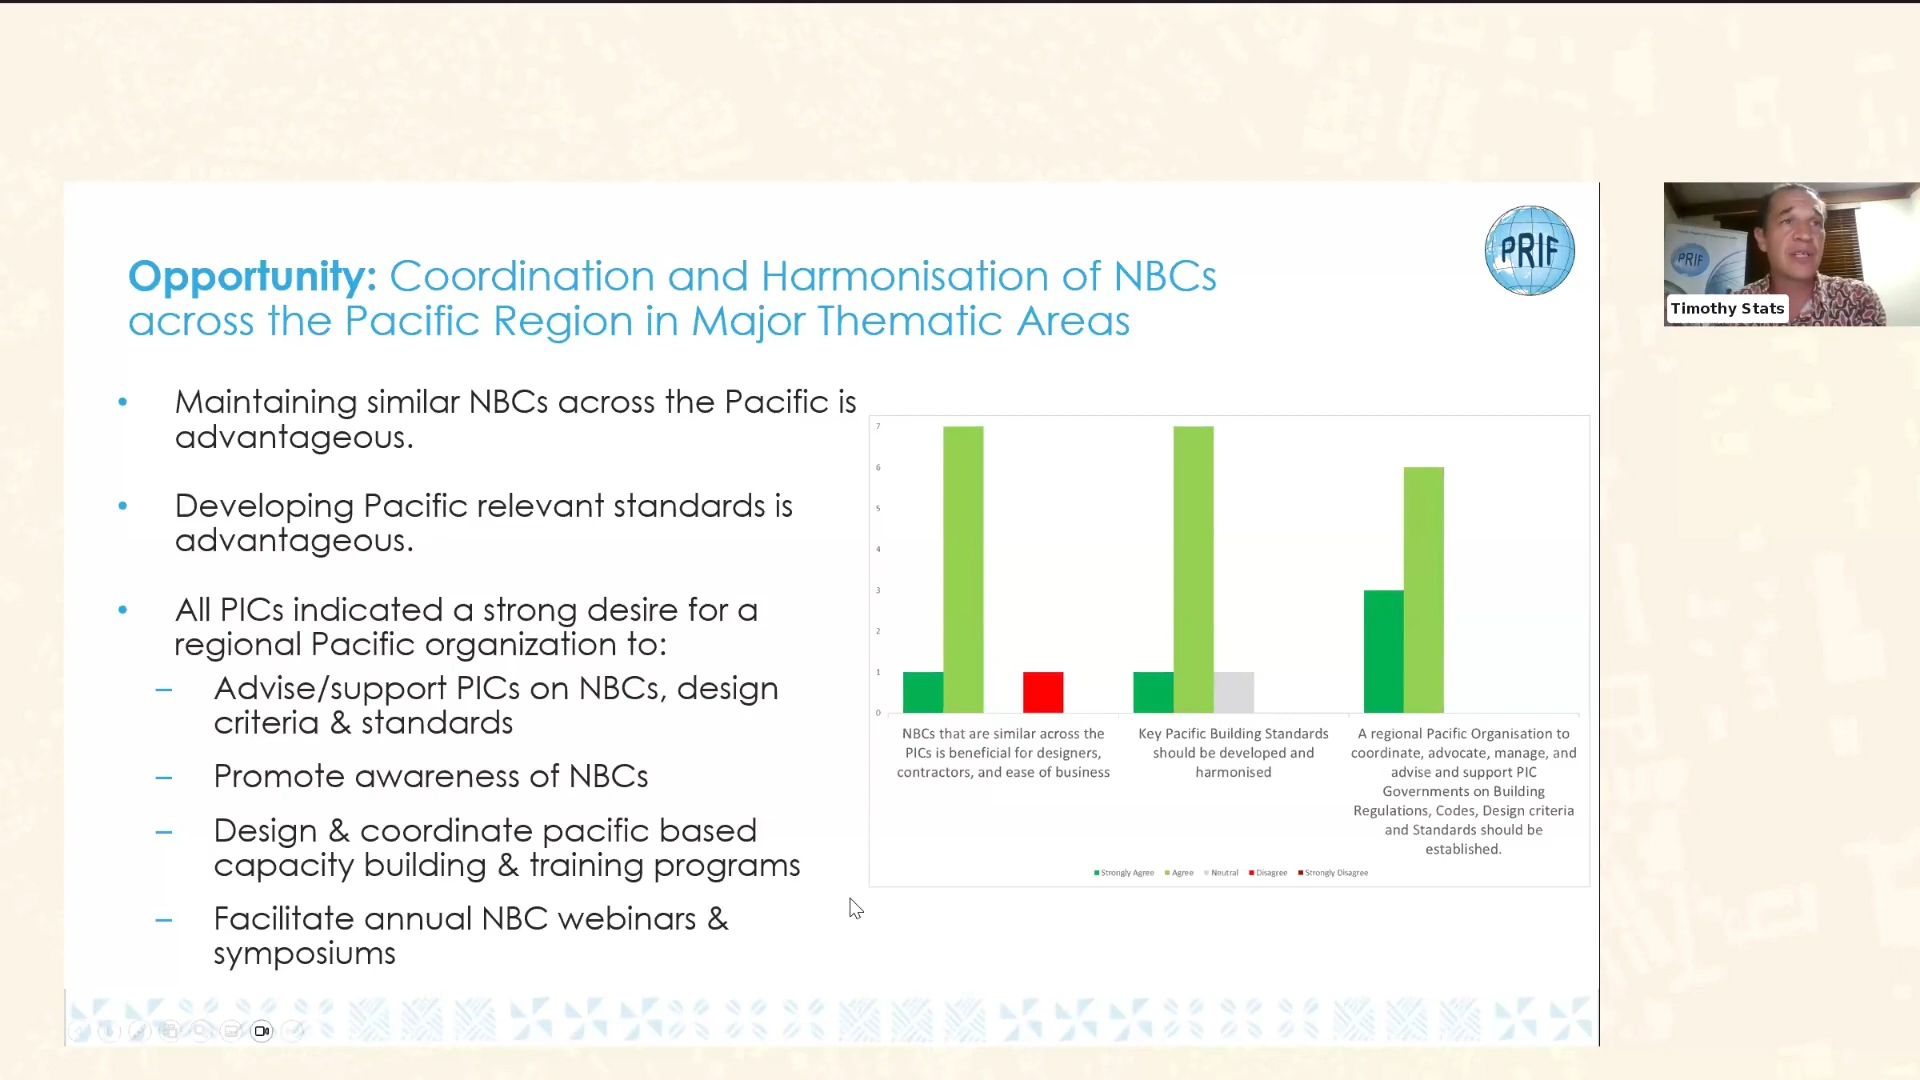 PRIF
Opportunity: Coordination and Harmonisation of NBCs
across the Pacific Region in Major Thematic Areas
• Maintaining similar NBCs across the Pacific is
advantageous.
• Developing Pacific relevant standards is
advantageous.
• All PICs indicated a strong desire for a
regional Pacific organization to:
– Advise/support PICs on NBCs, design
criteria & standards
– Promote awareness of NBCs
– Design & coordinate pacific based
capacity building & training programs
– Facilitate annual NBC webinars &
symposiums
7
6
5
4
3
2
1
0
NBCs that are similar across the
PICs is beneficial for designers,
contractors, and ease of business
Key Pacific Building Standards
should be developed and
harmonised
A regional Pacific Organisation to
coordinate, advocate, manage, and
advise and support PIC
Governments on Building
Regulations, Codes, Design criteria
and Standards should be
established.
Strongly Agree Agree Neutral Disagree Strongly Disagree
PRIF
Timothy Stats